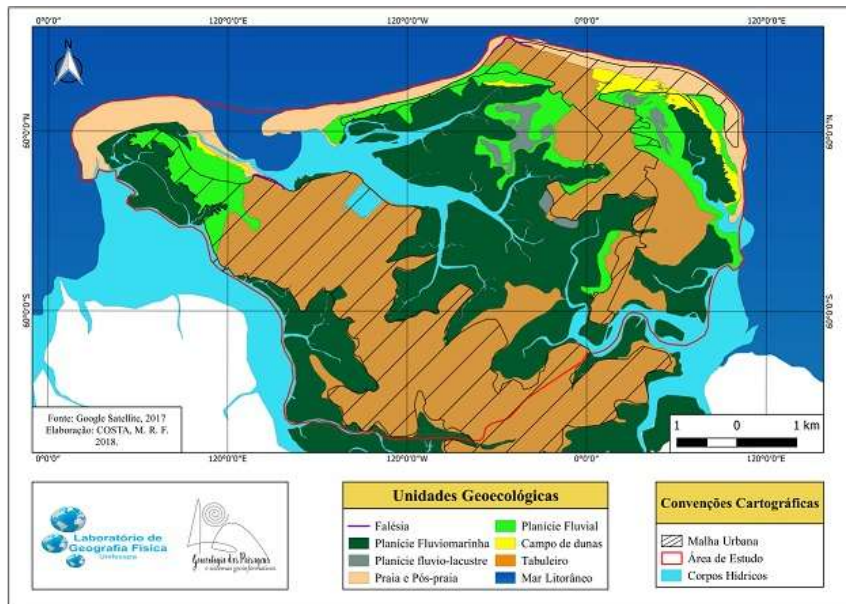 0°0'0" 120°0'0"E 120°0'0"W 0°0'0" 120°0'0"E
N
60°0'0"N 60°0'0"N
60°0'0"S 60°0'0"S
Fonte: Google Satellite, 2017
Elaboração: COSTA, M. R. F.
2018.
1 0 1 km
0°0'0" 120°0'0"E 120°0'0"W 0°0'0" 120°0'0"E
Laboratório de
Geografia Física
Unifesspa
Geoecologia das Paisagens
Unidades Geoecológicas
Falésia
Planície Fluviomarinha
Planície fluvio-lacustre
Praia e Pós-praia
Planície Fluvial
Campo de dunas
Tabuleiro
Mar Litorâneo
Convenções Cartográficas
Malha Urbana
Área de Estudo
Corpos Hídricos